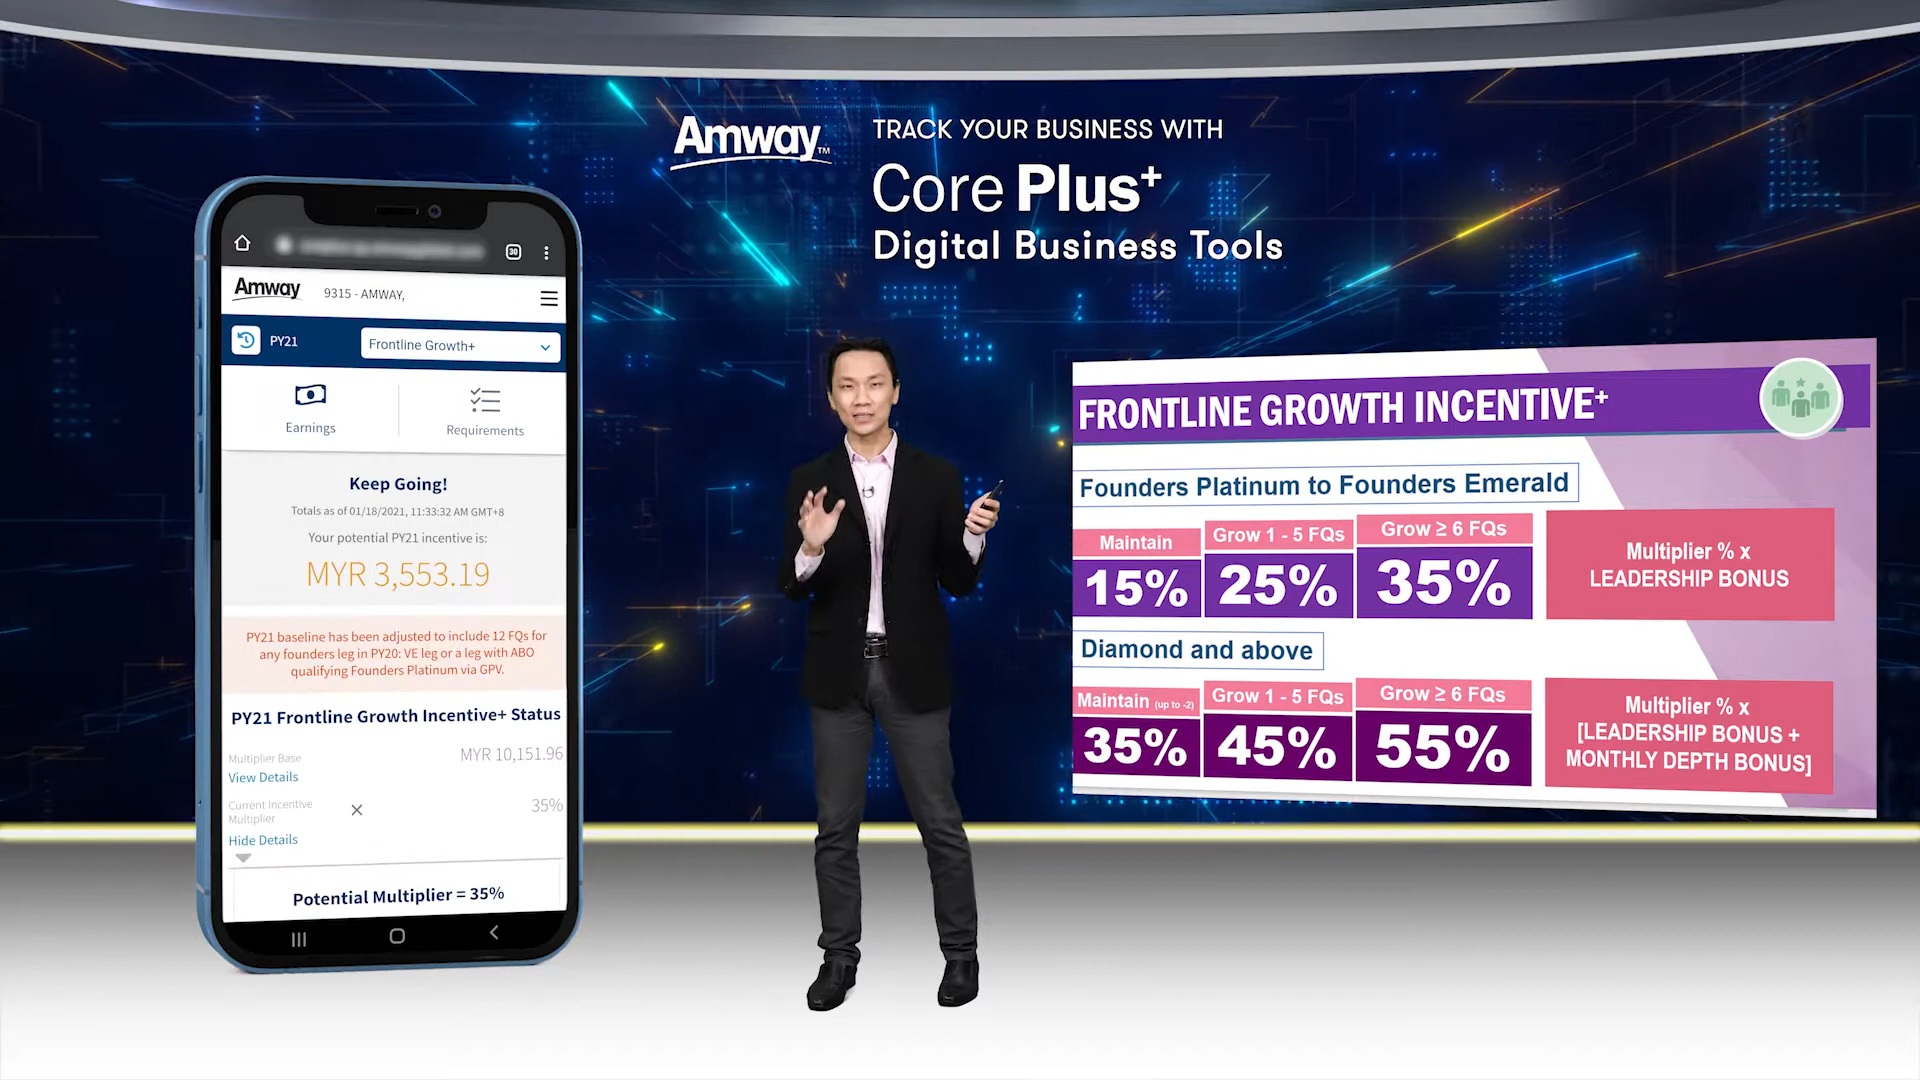 Amway™
TRACK YOUR BUSINESS WITH
Core Plus+
Digital Business Tools
30
Amway
9315 - AMWAY,
PY21
Frontline Growth+
Earnings
Requirements
Keep Going!
Totals as of 01/18/2021, 11:33:32 AM GMT+8
Your potential PY21 incentive is:
MYR 3,553.19
PY21 baseline has been adjusted to include 12 FQs for
any founders leg in PY20: VE leg or a leg with ABO
qualifying Founders Platinum via GPV.
PY21 Frontline Growth Incentive+ Status
Multiplier Base
MYR 10,151.96
View Details
Current Incentive
Multiplier
35%
Hide Details
Potential Multiplier = 35%
FRONTLINE GROWTH INCENTIVE+
Founders Platinum to Founders Emerald
Maintain
Grow 1 - 5 FQs
Grow ≥ 6 FQs
15%
25%
35%
Multiplier % x
LEADERSHIP BONUS
Diamond and above
Maintain (up to -2)
Grow 1 - 5 FQs
Grow ≥ 6 FQs
35%
45%
55%
Multiplier % x
[LEADERSHIP BONUS +
MONTHLY DEPTH BONUS]